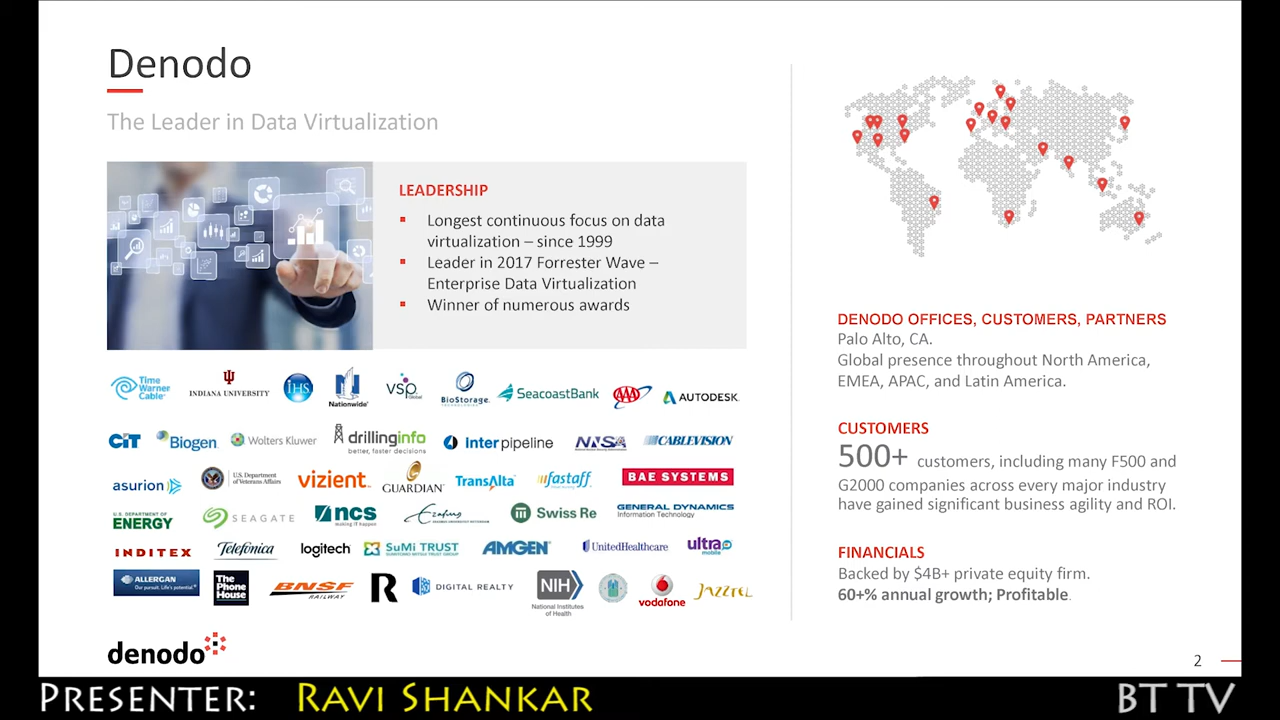 Denodo
The Leader in Data Virtualization
LEADERSHIP
Longest continuous focus on data
virtualization – since 1999
Leader in 2017 Forrester Wave –
Enterprise Data Virtualization
Winner of numerous awards
Time Warner Cable
INDIANA UNIVERSITY
IHS
Nationwide
vsp Global
BioStorage TECHNOLOGIES
SeacoastBank
AAA
AUTODESK
CIT
Biogen
Wolters Kluwer
drillinginfo
better, faster decisions
Inter pipeline
NNSA
CABLEVISION
asurion
U.S. Department
of Veterans Affairs
vizient
GUARDIAN
TransAlta
fastaff
BAE SYSTEMS
U.S. DEPARTMENT OF
ENERGY
SEAGATE
ncs
making IT happen
Erasmus
Swiss Re
GENERAL DYNAMICS
Information Technology
INDITEX
Telefónica
logitech
SuMi TRUST
SUMITOMO MITSUI TRUST GROUP
AMGEN
UnitedHealthcare
ultra mobile
ALLERGAN
Our pursuit. Life's potential.
The Phone House
BNSF
RAILWAY
R
DIGITAL REALTY
NIH
National Institutes
of Health
vodafone
Jazztel
denodo
DENODO OFFICES, CUSTOMERS, PARTNERS
Palo Alto, CA.
Global presence throughout North America,
EMEA, APAC, and Latin America.
CUSTOMERS
500+ customers, including many F500 and
G2000 companies across every major industry
have gained significant business agility and ROI.
FINANCIALS
Backed by $4B+ private equity firm.
60+% annual growth; Profitable.
2
PRESENTER: RAVI SHANKAR
BT TV